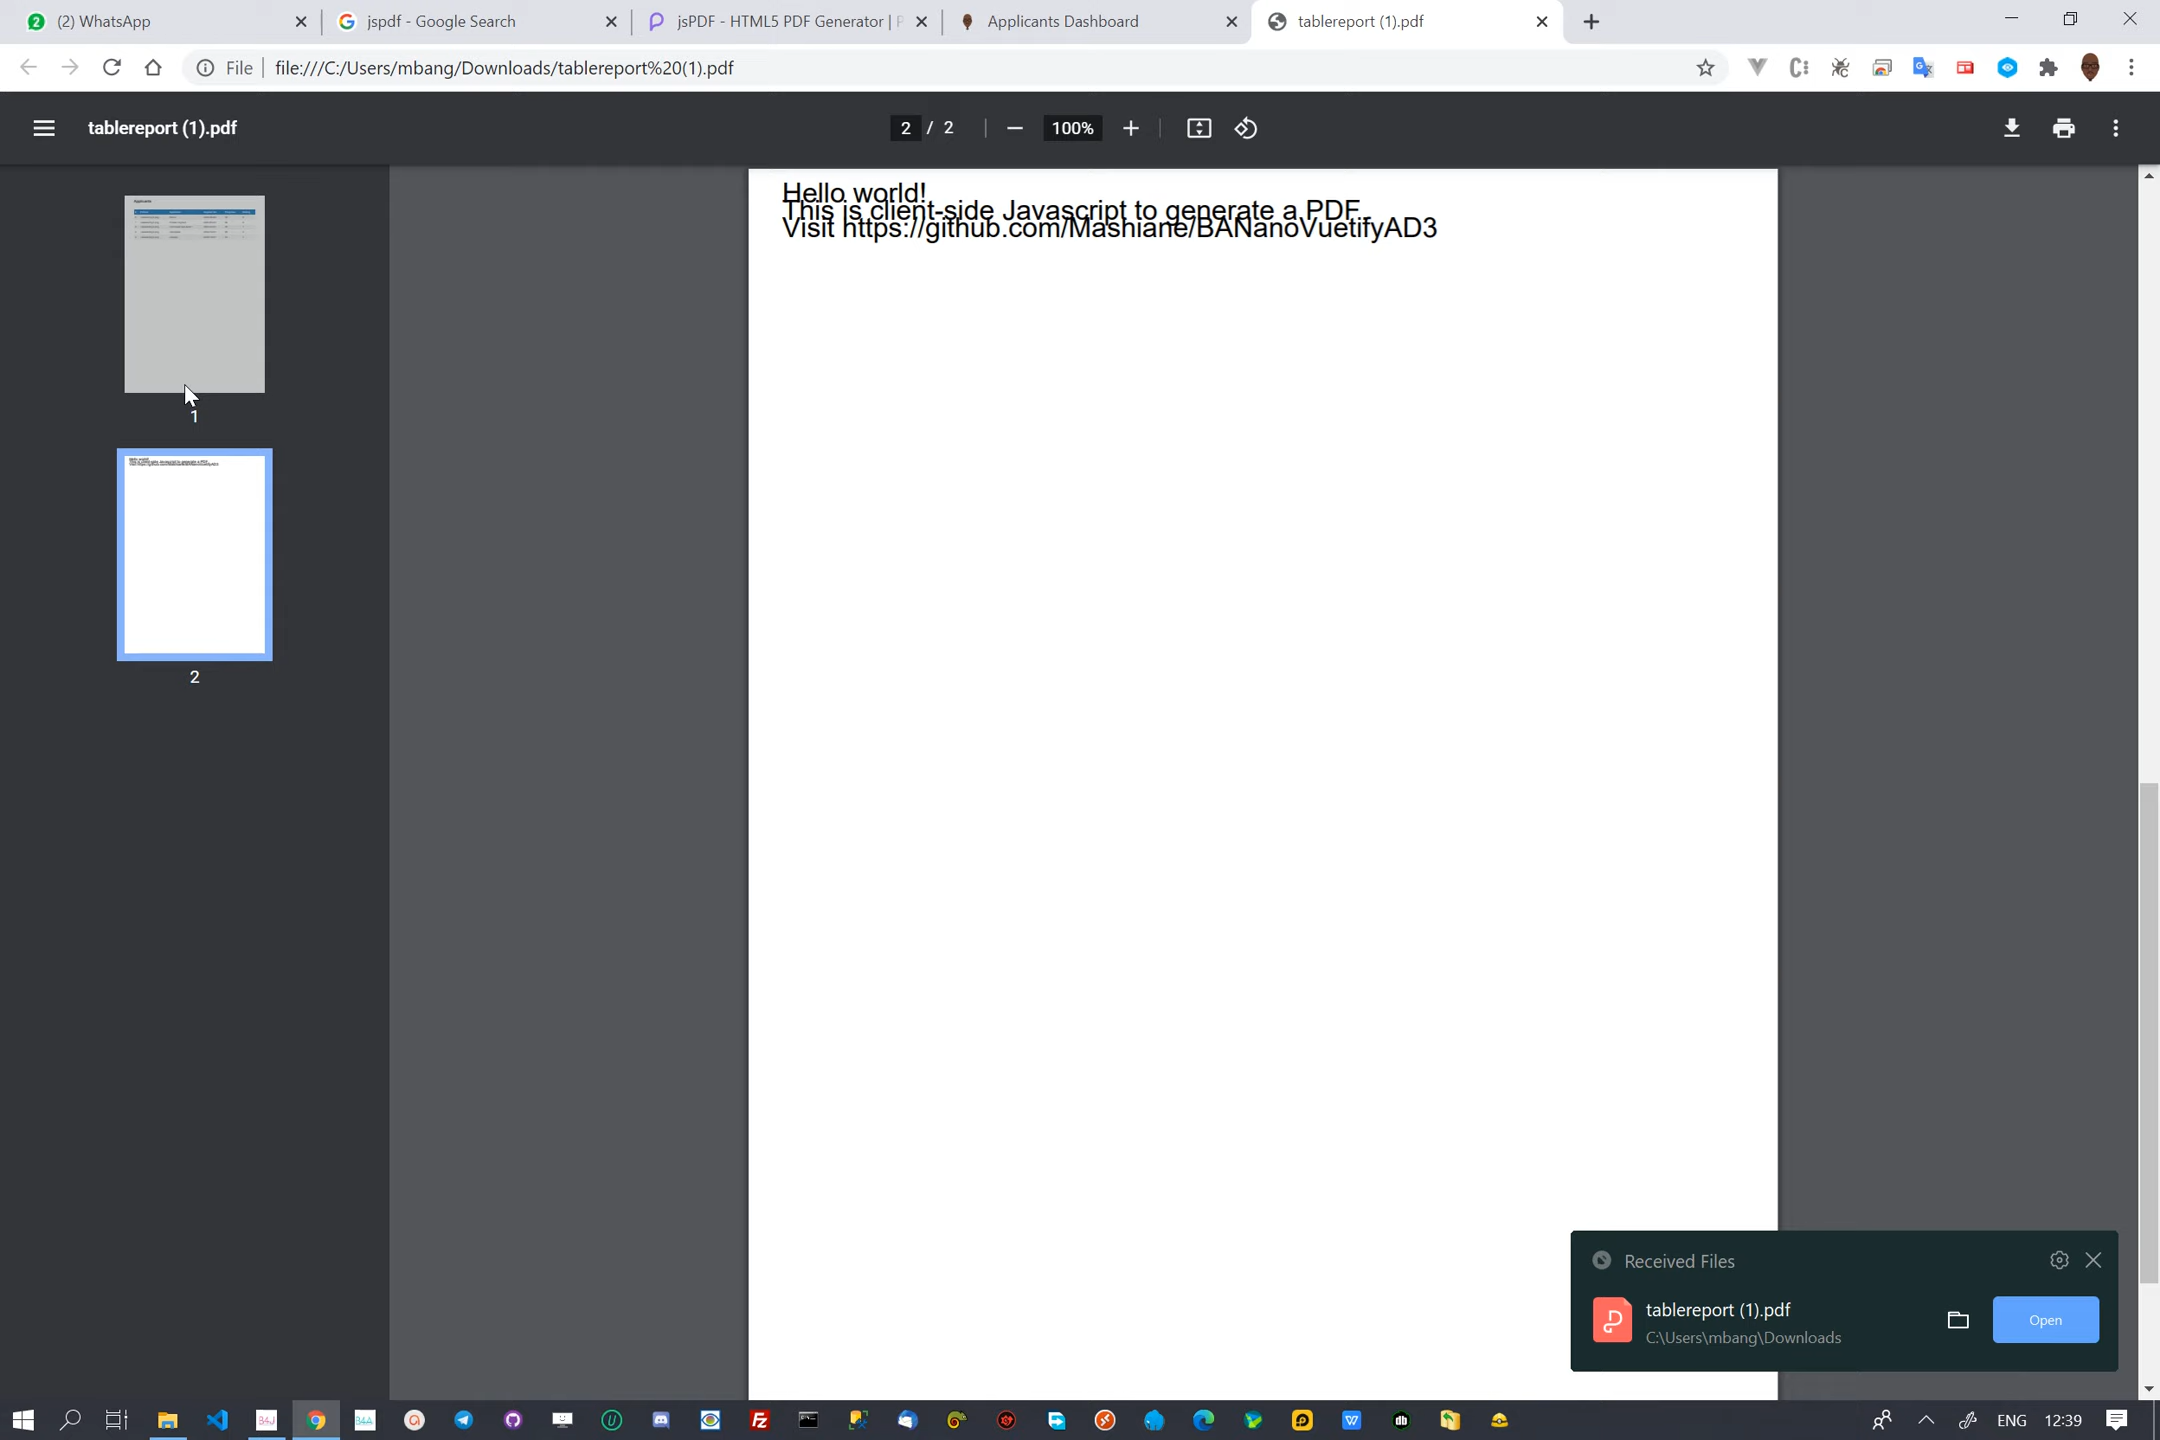 (2) WhatsApp
jspdf - Google Search
jsPDF - HTML5 PDF Generator | P
Applicants Dashboard
tablereport (1).pdf
File
file:///C:/Users/mbang/Downloads/tablereport%20(1).pdf
tablereport (1).pdf
2 / 2
100%
Applicants
1
2
Hello world!
This is client-side Javascript to generate a PDF.
Visit https://github.com/Mashiane/BANanoVuetifyAD3
Received Files
tablereport (1).pdf
C:\Users\mbang\Downloads
Open
B4J
B4A
ENG
12:39